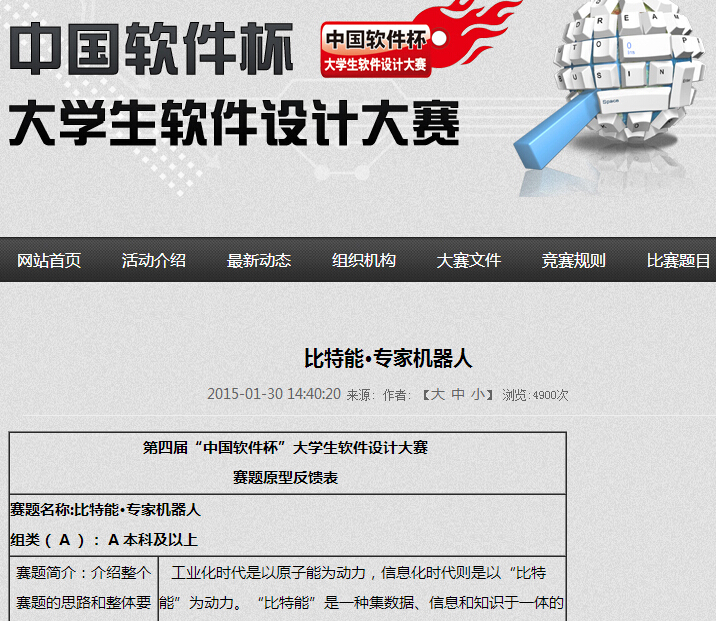 中国软件杯
中国软件杯
大学生软件设计大赛
大学生软件设计大赛
网站首页 活动介绍 最新动态 组织机构 大赛文件 竞赛规则 比赛题目
比特能•专家机器人
2015-01-30 14:40:20 来源: 作者: 【大 中 小】 浏览:4900次
第四届“中国软件杯”大学生软件设计大赛
赛题原型反馈表
赛题名称:比特能•专家机器人
组类（ A ）： A 本科及以上
赛题简介：介绍整个 工业化时代是以原子能为动力，信息化时代则是以“比特
赛题的思路和整体要 能”为动力。“比特能”是一种集数据、信息和知识于一体的